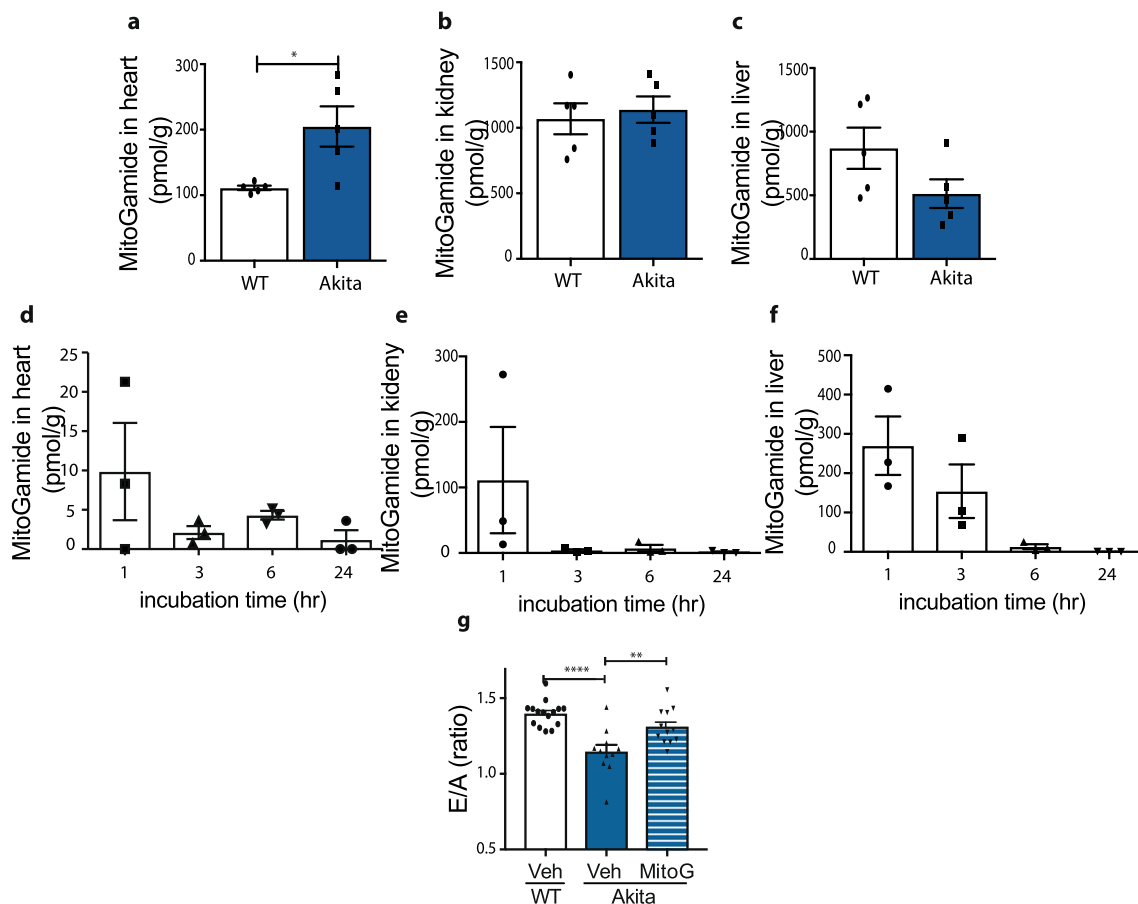 a
MitoGamide in heart
(pmol/g)
300
200
100
0
*
WT
Akita
b
MitoGamide in kidney
(pmol/g)
1500
1000
500
0
WT
Akita
c
MitoGamide in liver
(pmol/g)
1500
1000
500
0
WT
Akita
d
MitoGamide in heart
(pmol/g)
25
20
15
10
5
0
1
3
6
24
incubation time (hr)
e
MitoGamide in kideny
(pmol/g)
300
200
100
0
1
3
6
24
incubation time (hr)
f
MitoGamide in liver
(pmol/g)
500
400
300
200
100
0
1
3
6
24
incubation time (hr)
g
E/A (ratio)
1.5
1.0
0.5
****
**
Veh
Veh
MitoG
WT
Akita